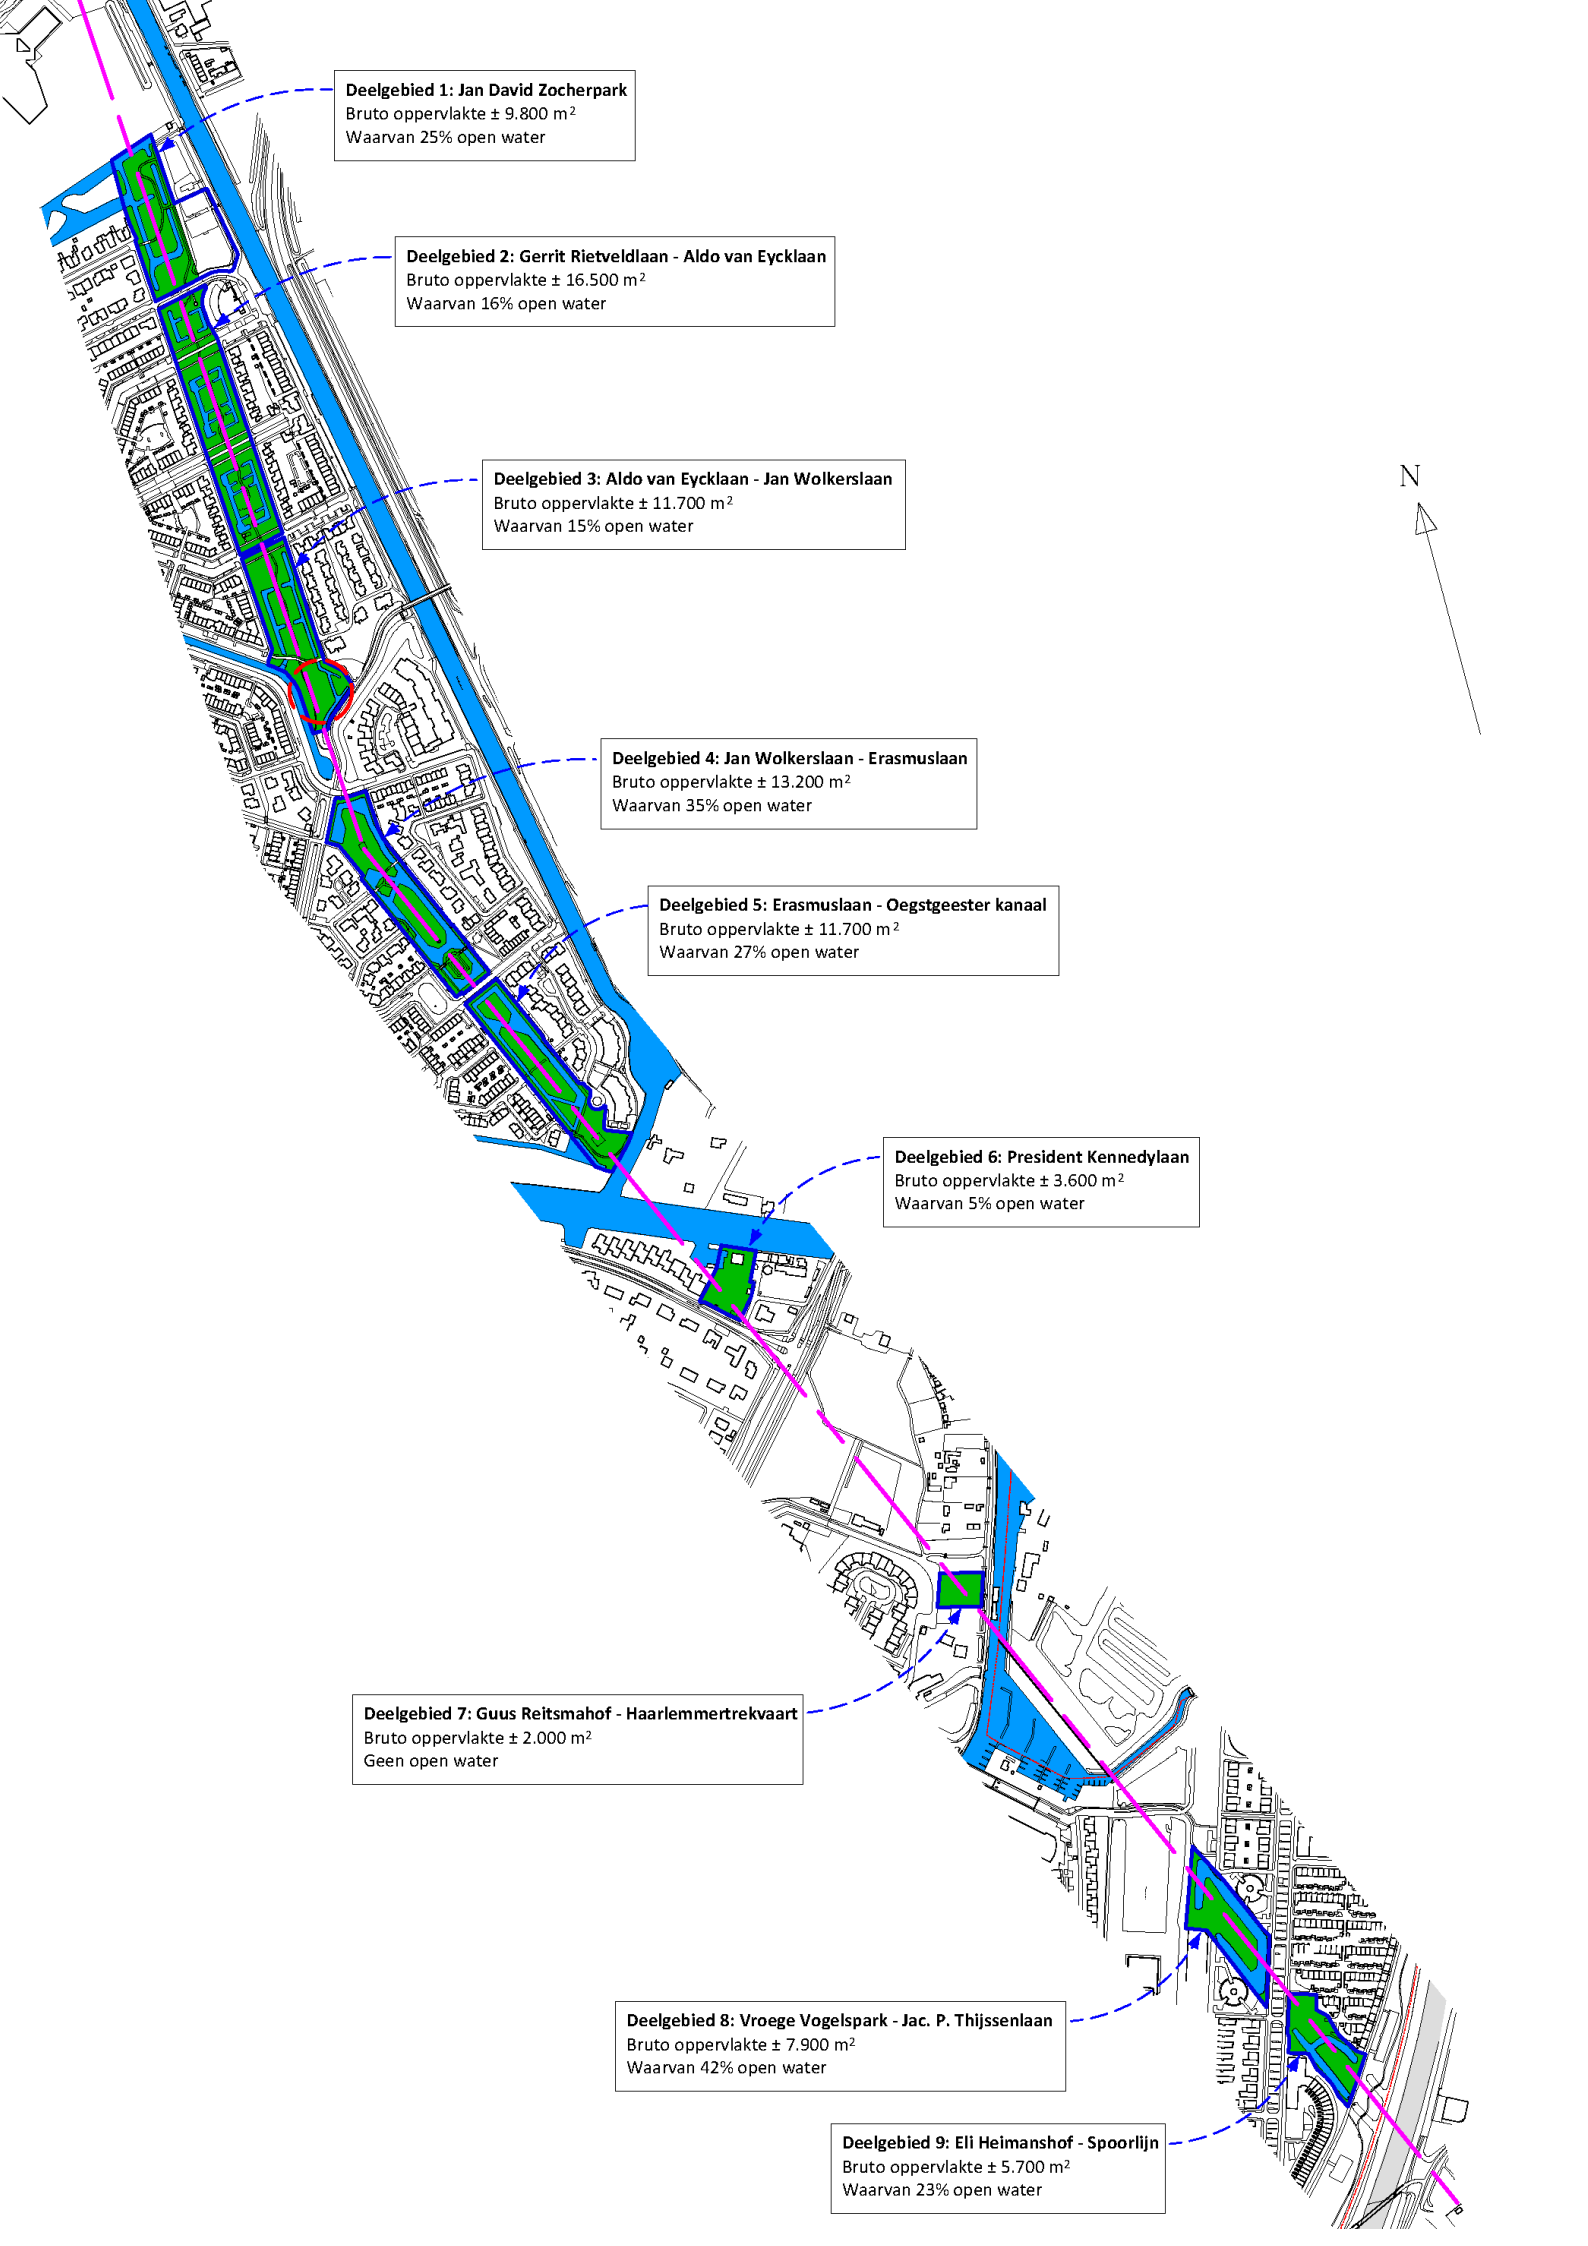 Deelgebied 1: Jan David Zocherpark
Bruto oppervlakte ± 9.800 m²
Waarvan 25% open water
Deelgebied 2: Gerrit Rietveldlaan - Aldo van Eycklaan
Bruto oppervlakte ± 16.500 m²
Waarvan 16% open water
Deelgebied 3: Aldo van Eycklaan - Jan Wolkerslaan
Bruto oppervlakte ± 11.700 m²
Waarvan 15% open water
N
Deelgebied 4: Jan Wolkerslaan - Erasmuslaan
Bruto oppervlakte ± 13.200 m²
Waarvan 35% open water
Deelgebied 5: Erasmuslaan - Oegstgeester kanaal
Bruto oppervlakte ± 11.700 m²
Waarvan 27% open water
Deelgebied 6: President Kennedylaan
Bruto oppervlakte ± 3.600 m²
Waarvan 5% open water
Deelgebied 7: Guus Reitsmahof - Haarlemmertrekvaart
Bruto oppervlakte ± 2.000 m²
Geen open water
Deelgebied 8: Vroege Vogelspark - Jac. P. Thijssenlaan
Bruto oppervlakte ± 7.900 m²
Waarvan 42% open water
Deelgebied 9: Eli Heimanshof - Spoorlijn
Bruto oppervlakte ± 5.700 m²
Waarvan 23% open water